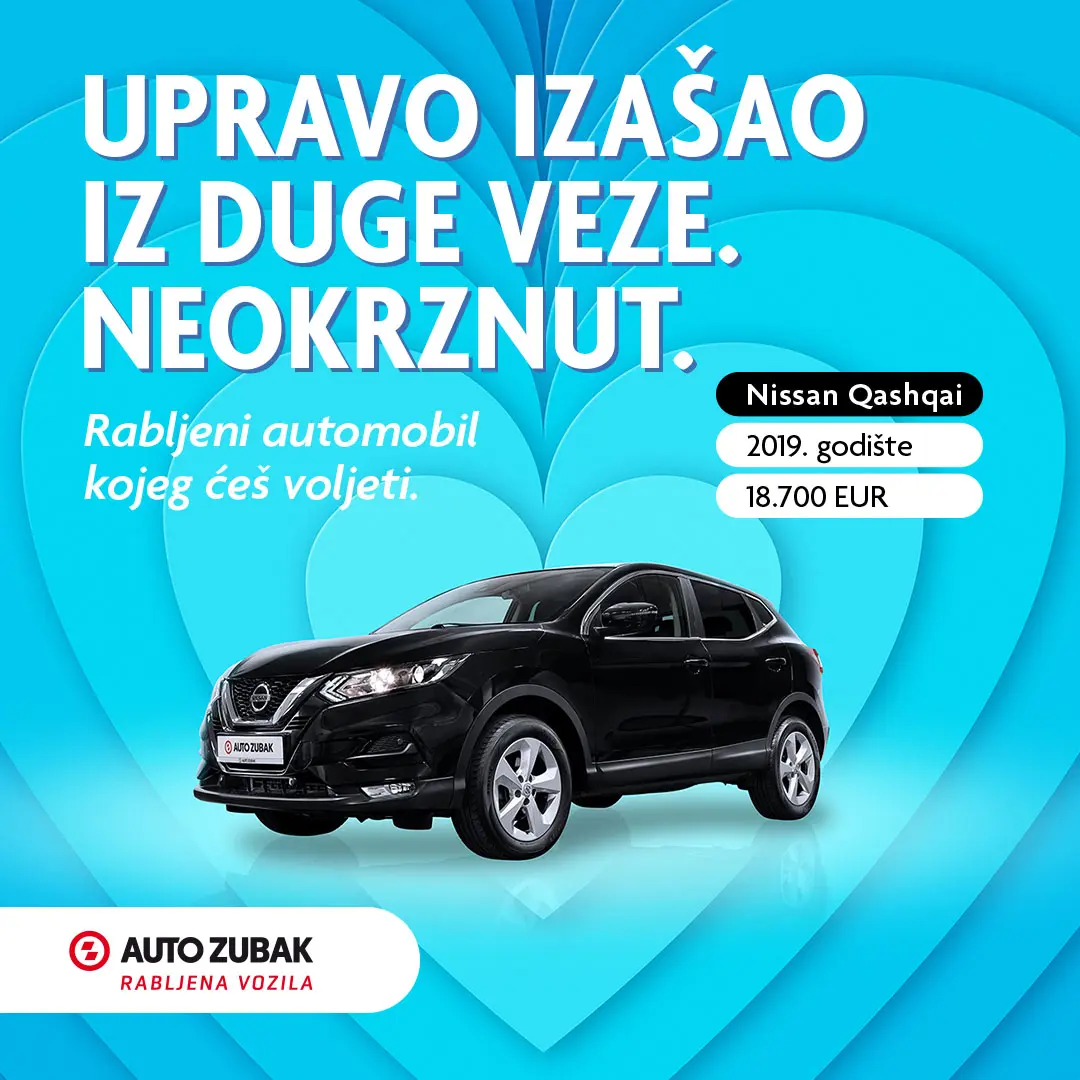 UPRAVO IZAŠAO
IZ DUGE VEZE.
NEOKRZNUT.
Rabljeni automobil
kojeg ćeš voljeti.
Nissan Qashqai
2019. godište
18.700 EUR
NISSAN
AUTO ZUBAK
AUTO ZUBAK
RABLJENA VOZILA